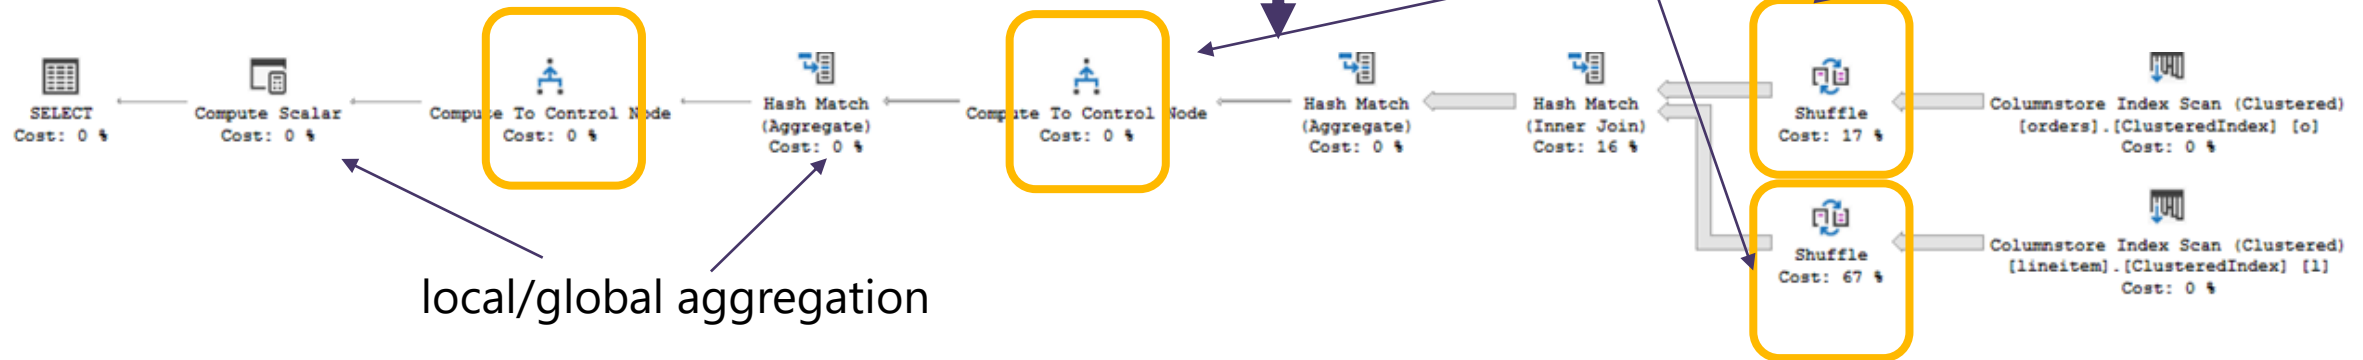 SELECT
Cost: 0 %
Compute Scalar
Cost: 0 %
Compute To Control Node
Cost: 0 %
Hash Match
(Aggregate)
Cost: 0 %
Compute To Control Node
Cost: 0 %
Hash Match
(Aggregate)
Cost: 0 %
Hash Match
(Inner Join)
Cost: 16 %
Shuffle
Cost: 17 %
Columnstore Index Scan (Clustered)
[orders].[ClusteredIndex] [o]
Cost: 0 %
Shuffle
Cost: 67 %
Columnstore Index Scan (Clustered)
[lineitem].[ClusteredIndex] [l]
Cost: 0 %
local/global aggregation